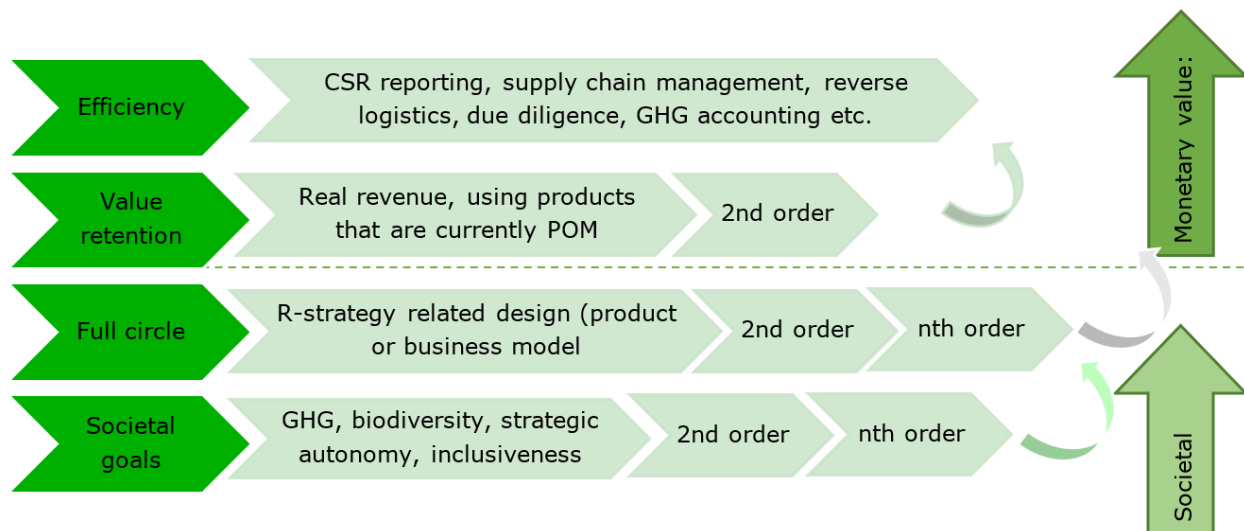 Efficiency
CSR reporting, supply chain management, reverse
logistics, due diligence, GHG accounting etc.
Monetary value:
Value
retention
Real revenue, using products
that are currently POM
2nd order
Full circle
R-strategy related design (product
or business model
2nd order
nth order
Societal
goals
GHG, biodiversity, strategic
autonomy, inclusiveness
2nd order
nth order
Societal